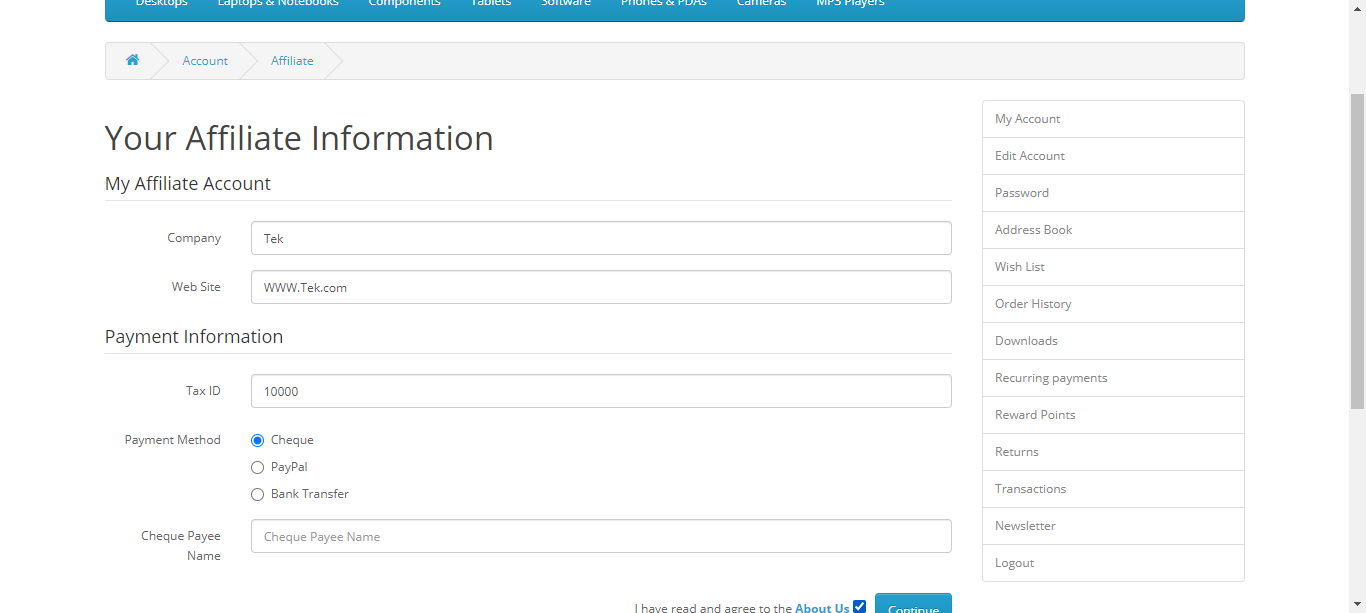 Desktops Laptops & Notebooks Components Tablets Software Phones & PDAs Cameras MP3 Players
Account Affiliate
Your Affiliate Information
My Affiliate Account
Company Tek
Web Site WWW.Tek.com
Payment Information
Tax ID 10000
Payment Method Cheque
PayPal
Bank Transfer
Cheque Payee Name Cheque Payee Name
I have read and agree to the About Us Continue
My Account
Edit Account
Password
Address Book
Wish List
Order History
Downloads
Recurring payments
Reward Points
Returns
Transactions
Newsletter
Logout